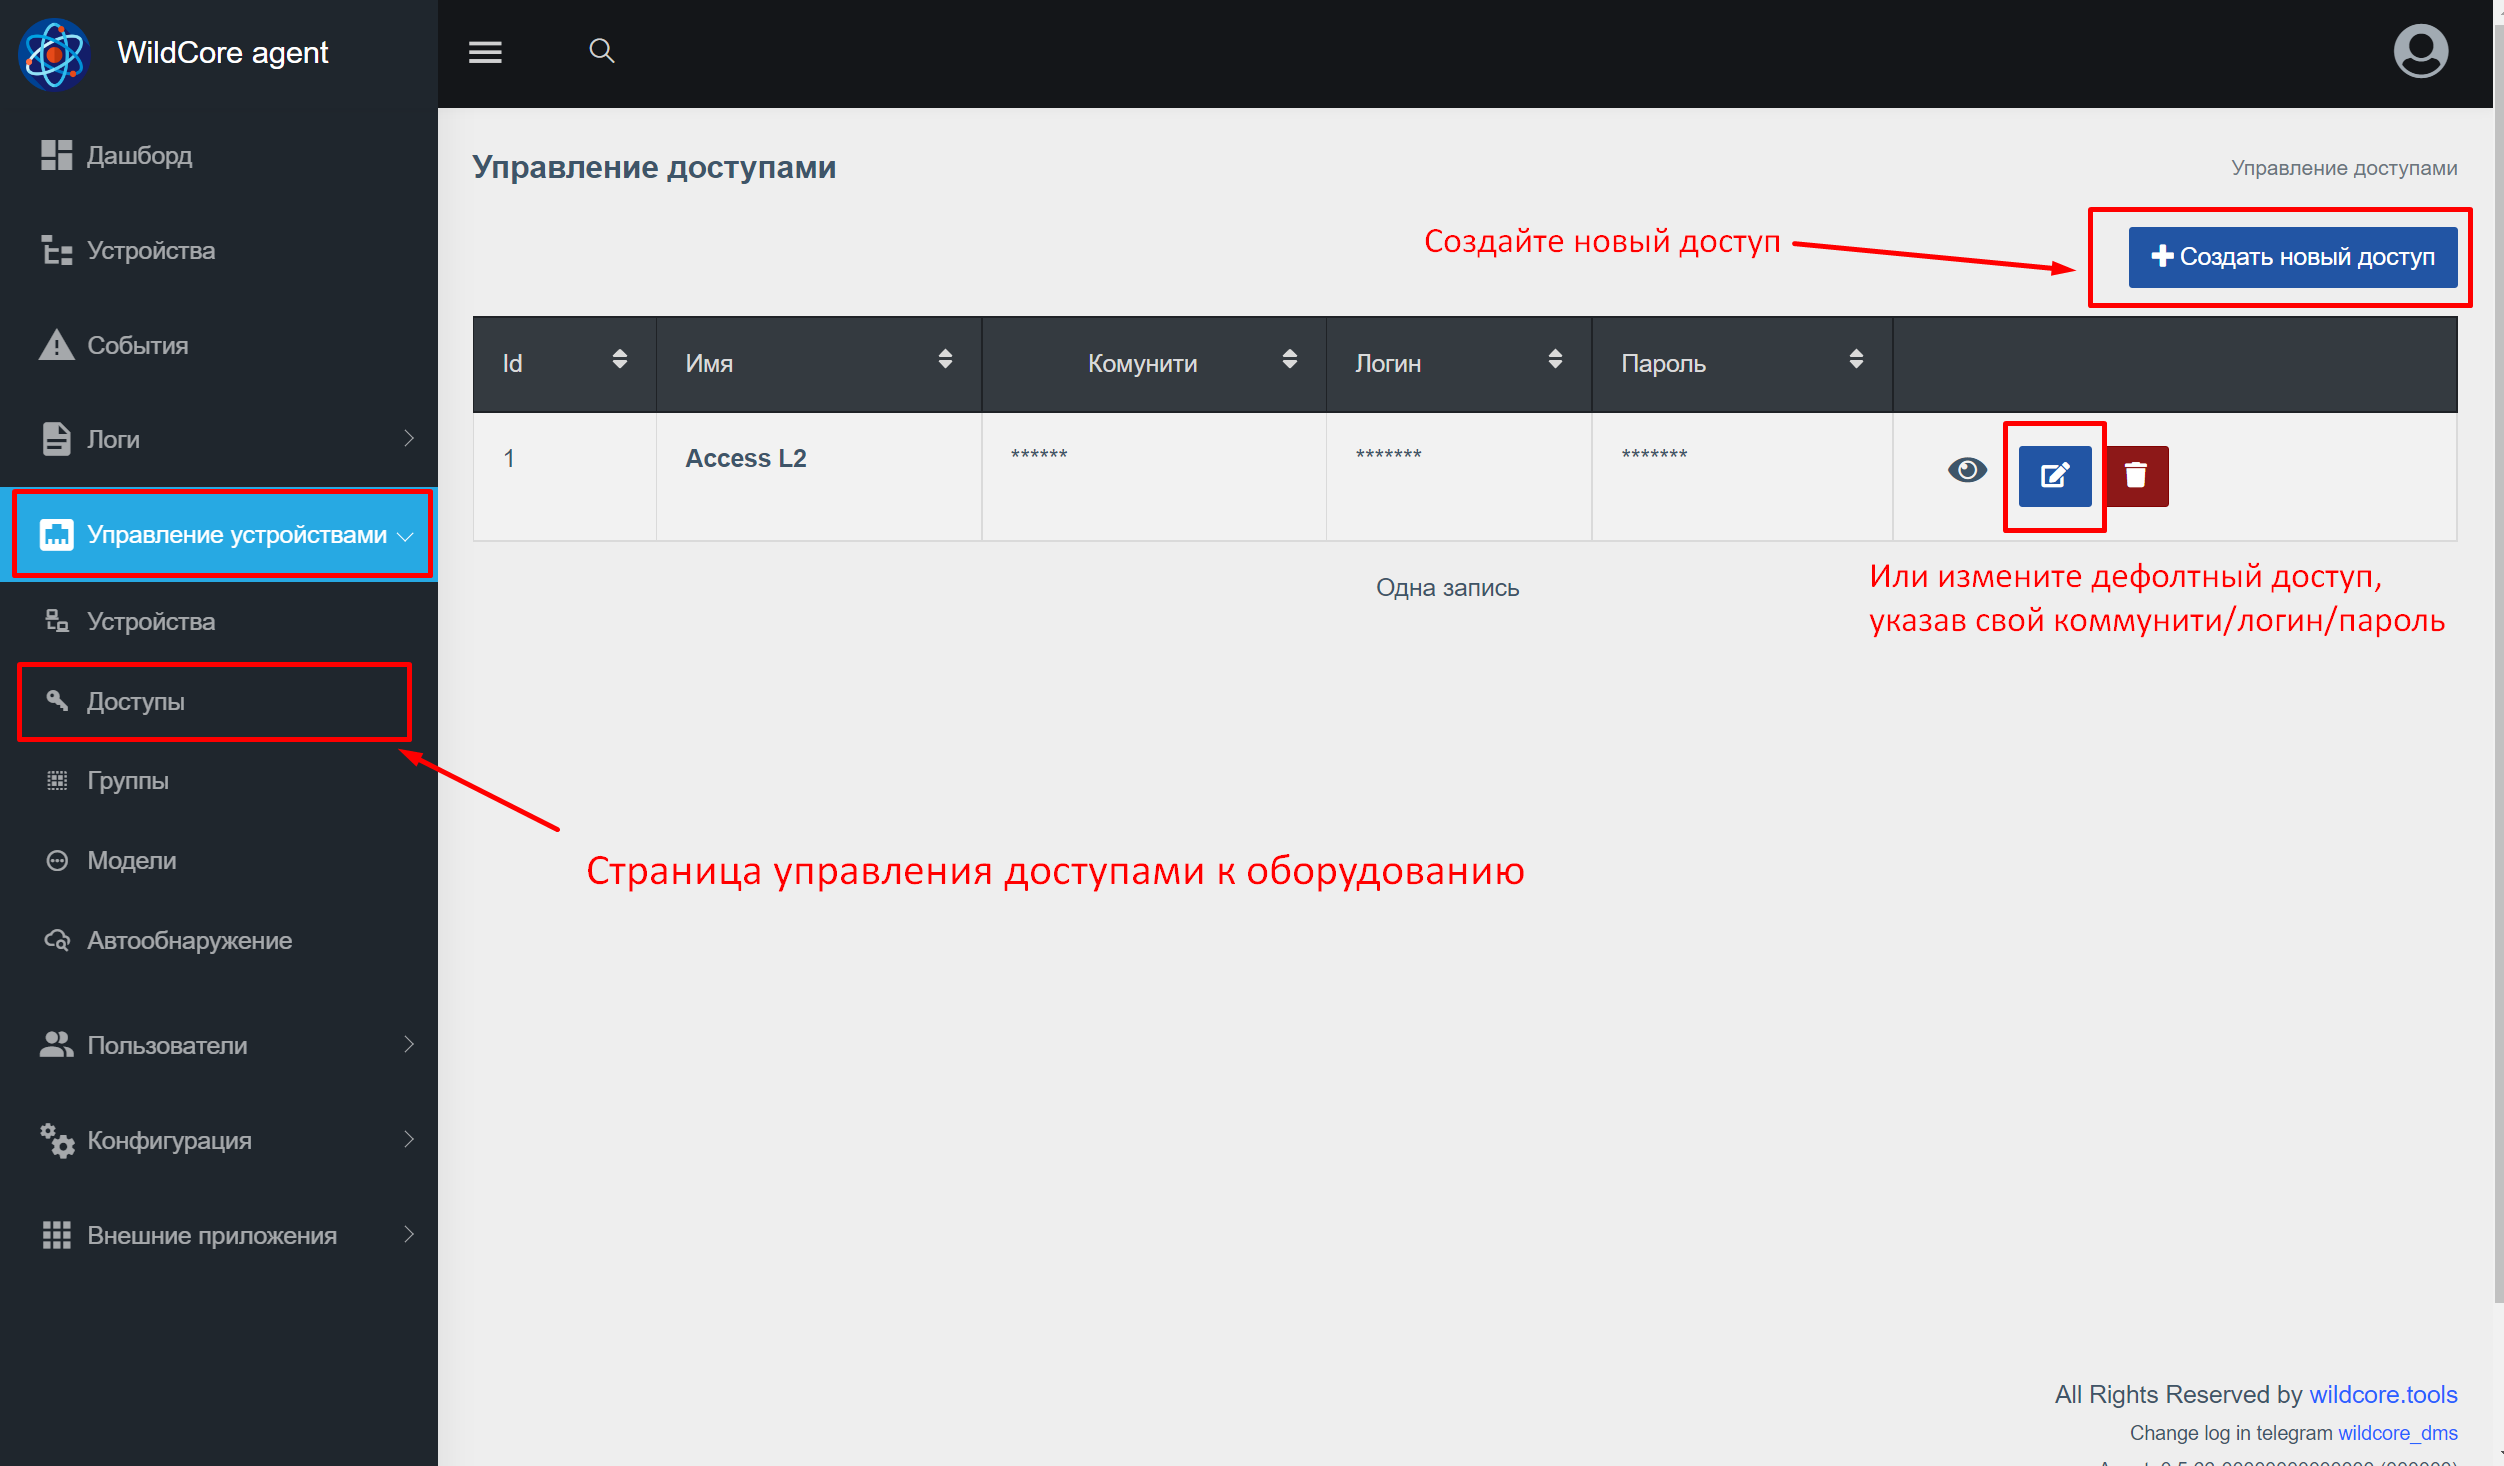 WildCore agent
Дашборд
Устройства
События
Логи
Управление устройствами
Устройства
Доступы
Группы
Модели
Автообнаружение
Пользователи
Конфигурация
Внешние приложения
Управление доступами
Управление доступами
Создайте новый доступ
Создать новый доступ
Id Имя Комунити Логин Пароль
1 Access L2 ****** ******* *******
Одна запись
Или измените дефолтный доступ,
указав свой коммунити/логин/пароль
Страница управления доступами к оборудованию
All Rights Reserved by wildcore.tools
Change log in telegram wildcore_dms